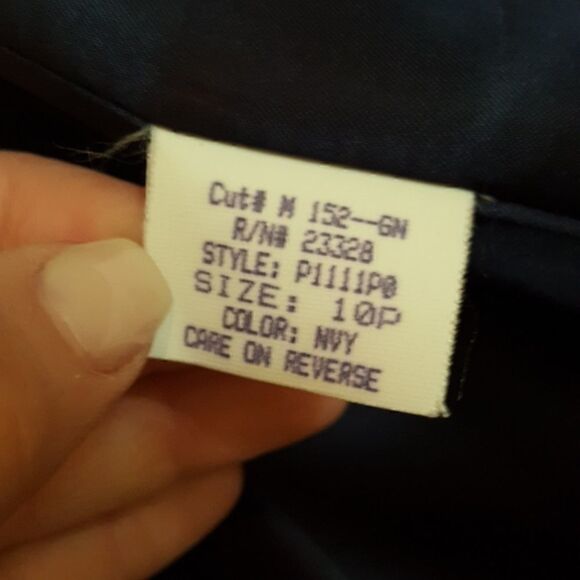 Cut# M 152--GN
R/N# 23328
STYLE: P1111P0
SIZE: 10P
COLOR: NVY
CARE ON REVERSE